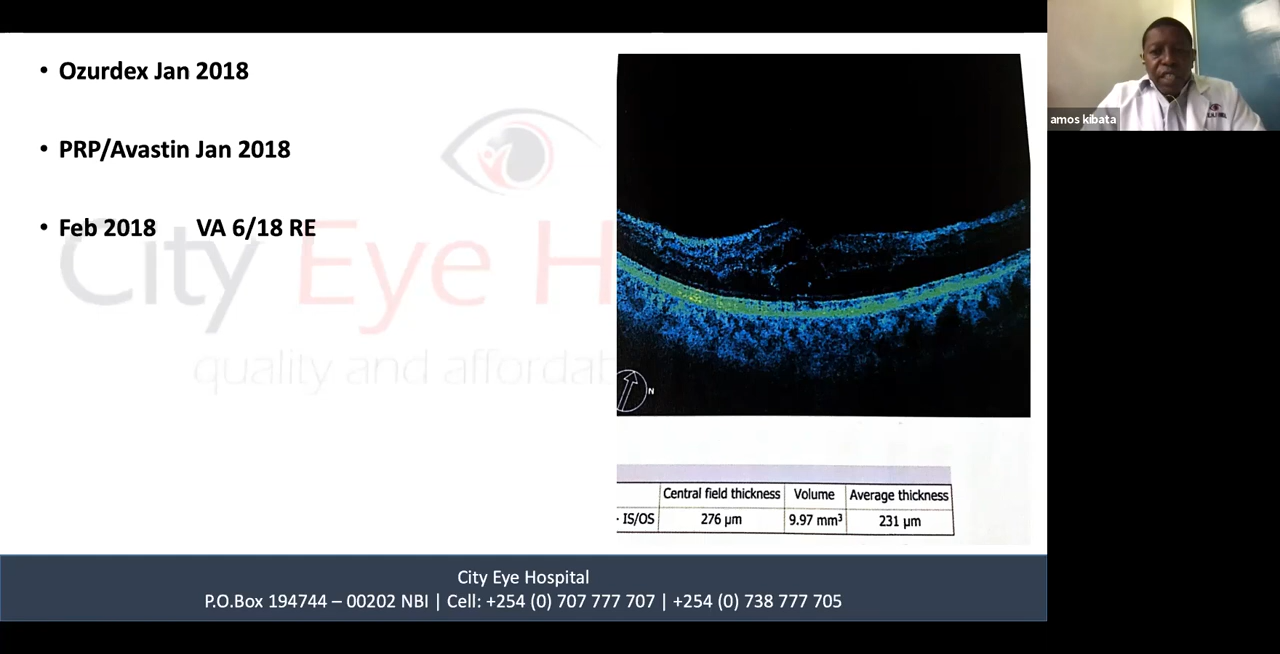 • Ozurdex Jan 2018
• PRP/Avastin Jan 2018
• Feb 2018 VA 6/18 RE
City Eye H
quality and affordat
N
Central field thickness Volume Average thickness
- IS/OS 276 µm 9.97 mm³ 231 µm
City Eye Hospital
P.O.Box 194744 – 00202 NBI | Cell: +254 (0) 707 777 707 | +254 (0) 738 777 705
amos kibata